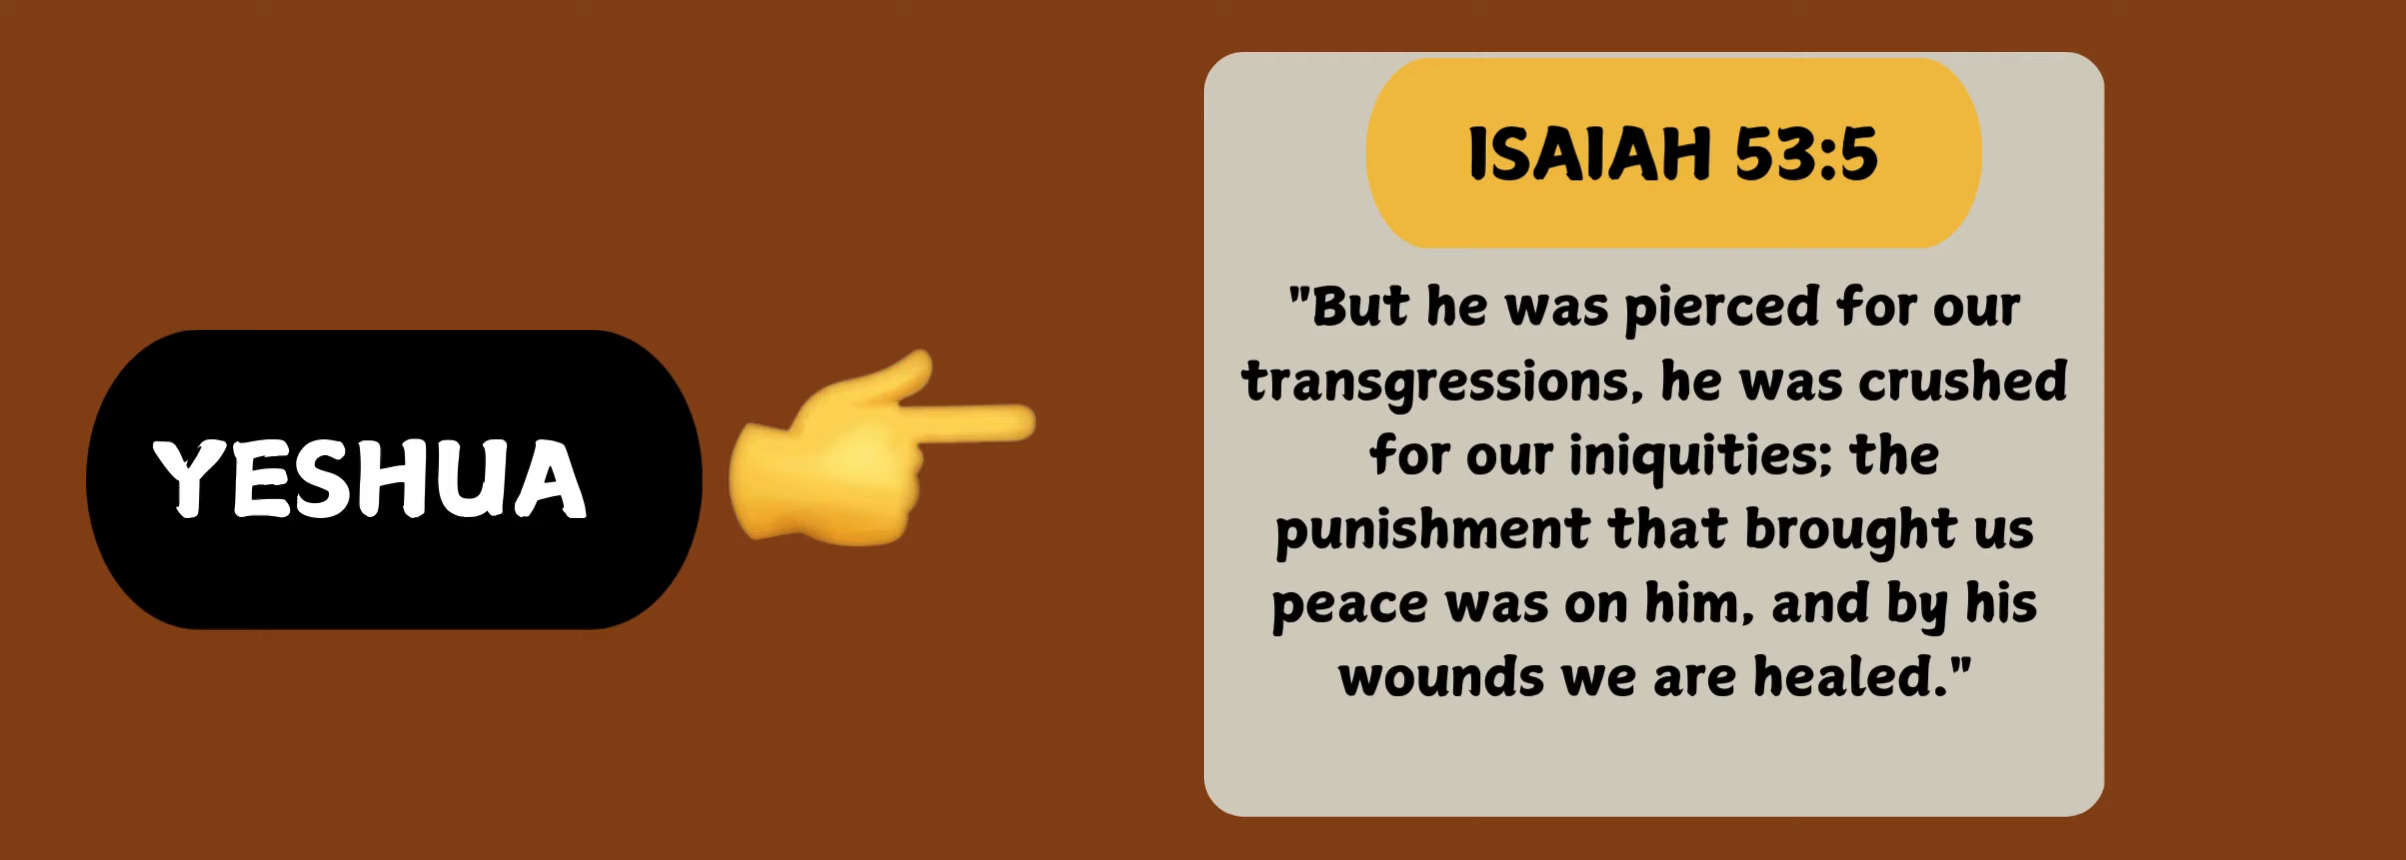 YESHUA
ISAIAH 53:5
"But he was pierced for our
transgressions, he was crushed
for our iniquities; the
punishment that brought us
peace was on him, and by his
wounds we are healed."